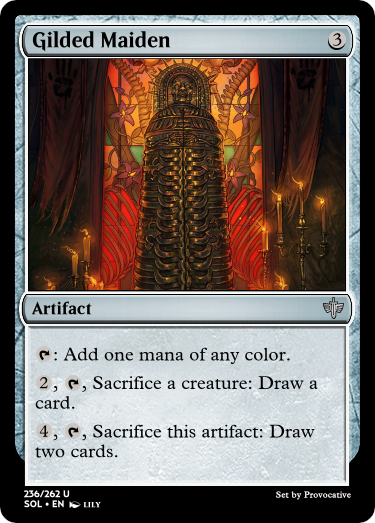 Gilded Maiden 3
Artifact
: Add one mana of any color.
2, , Sacrifice a creature: Draw a
card.
4, , Sacrifice this artifact: Draw
two cards.
236/262 U
SOL • EN LILY
Set by Provocative